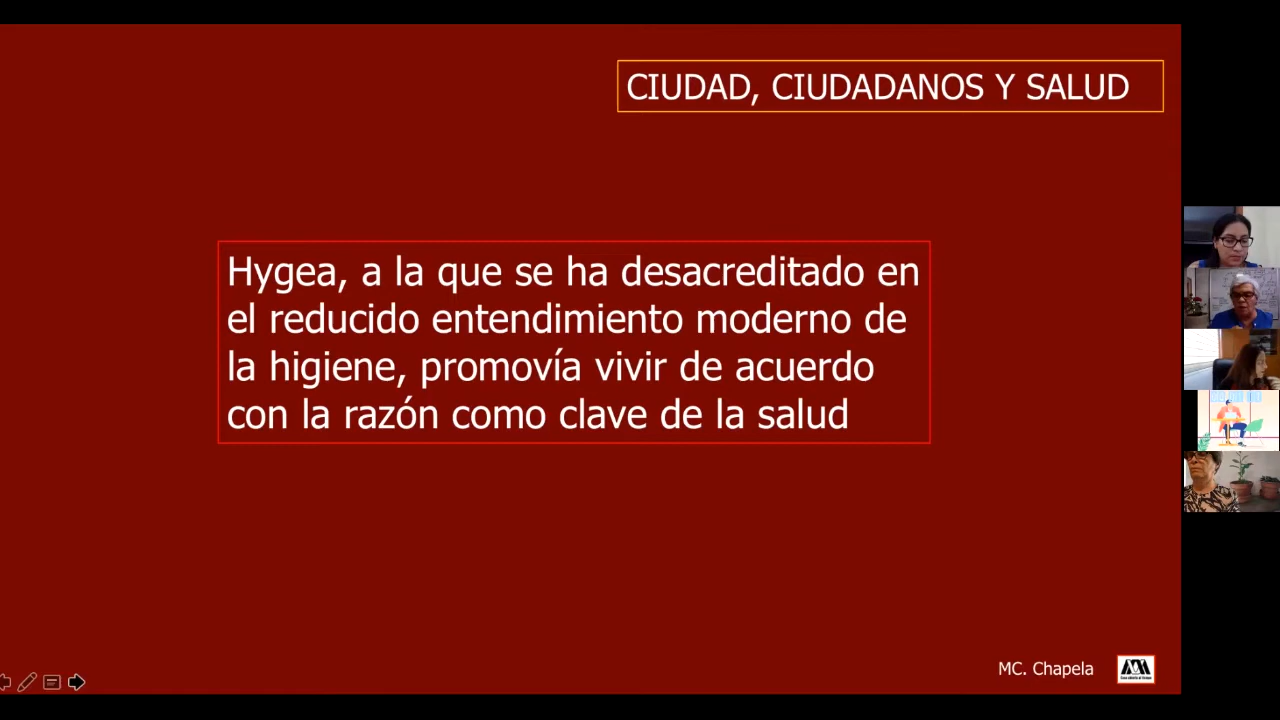 CIUDAD, CIUDADANOS Y SALUD
Hygea, a la que se ha desacreditado en
el reducido entendimiento moderno de
la higiene, promovía vivir de acuerdo
con la razón como clave de la salud
MC. Chapela